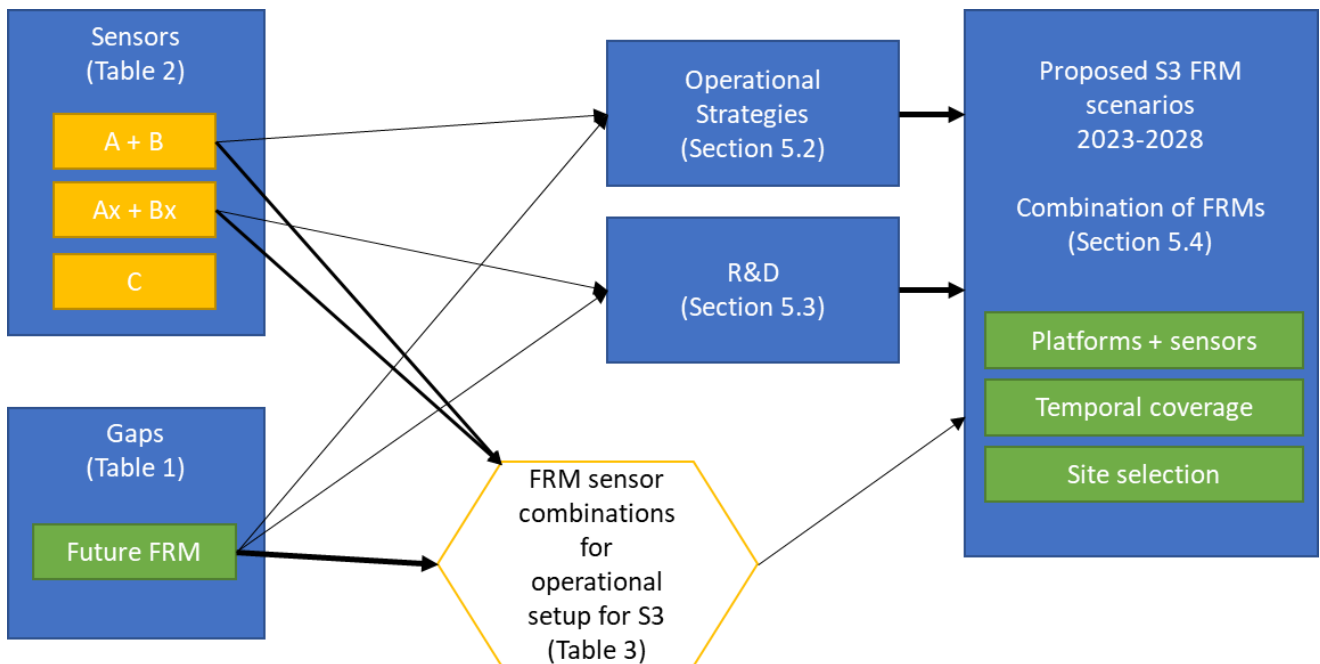 Sensors
(Table 2)
A + B
Ax + Bx
C
Gaps
(Table 1)
Future FRM
Operational
Strategies
(Section 5.2)
R&D
(Section 5.3)
FRM sensor
combinations
for
operational
setup for S3
(Table 3)
Proposed S3 FRM
scenarios
2023-2028
Combination of FRMs
(Section 5.4)
Platforms + sensors
Temporal coverage
Site selection